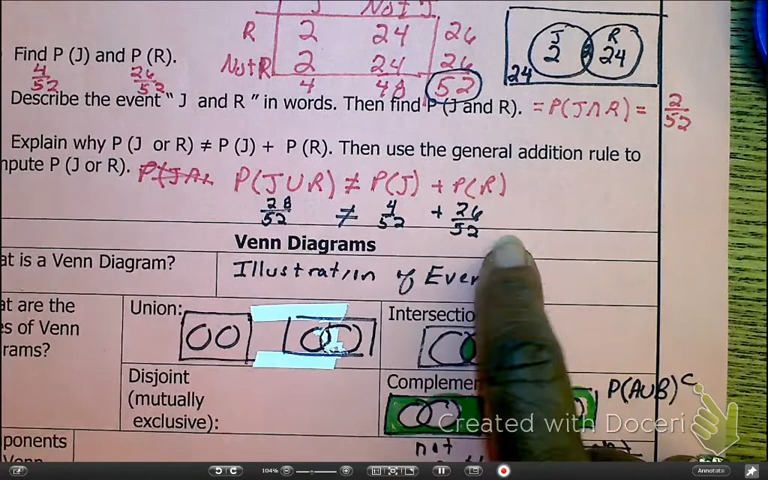 Not J
R 2 24 26
Not R 2 24 26
4 48 52
J R
2 2 24
24
Find P (J) and P (R).
4/52 26/52
Describe the event " J and R " in words. Then find P (J and R). = P(J∩R) = 2/52
Explain why P (J or R) ≠ P (J) + P (R). Then use the general addition rule to
mpute P (J or R). P(J∪R) ≠ P(J) + P(R)
28/52 ≠ 4/52 + 26/52
Venn Diagrams
at is a Venn Diagram? Illustration of Even
at are the
es of Venn
rams?
Union:
Intersectio
Disjoint
(mutually
exclusive):
Complemen
P(A∪B)ᶜ
Created with Doceri
not
ponents
Venn
104%
Annotate